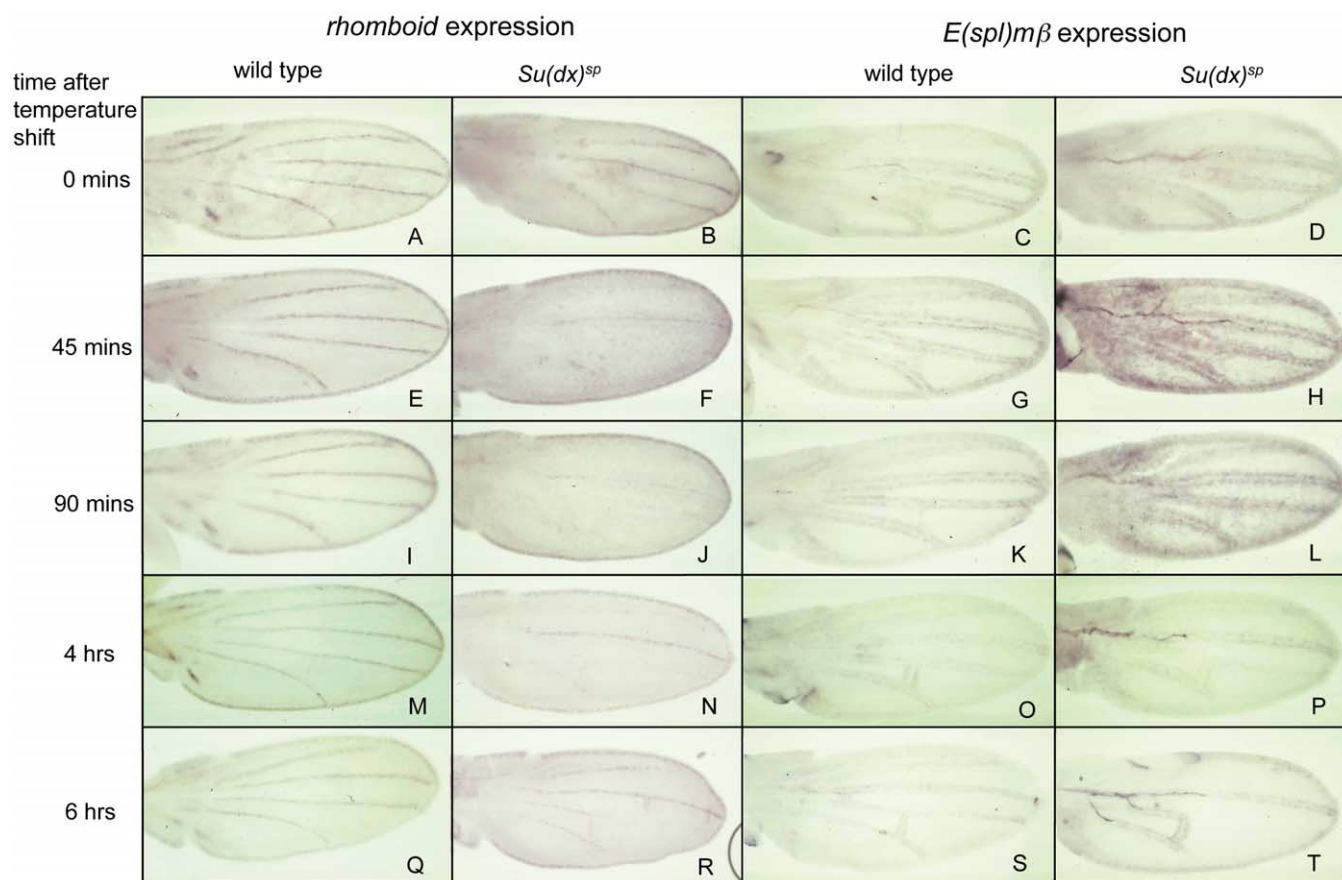 rhomboid expression E(spl)mβ expression
wild type Su(dx)sp wild type Su(dx)sp
time after
temperature
shift
0 mins
A B C D
45 mins
E F G H
90 mins
I J K L
4 hrs
M N O P
6 hrs
Q R S T